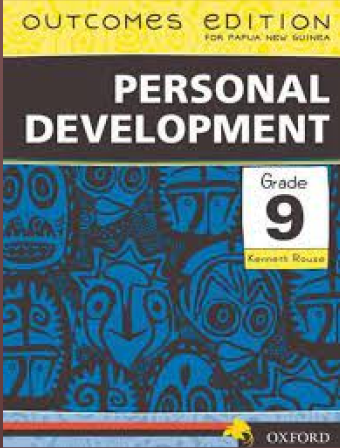 OUTCOMES EDITION
FOR PAPUA NEW GUINEA
PERSONAL
DEVELOPMENT
Grade
9
Kenneth Rouse
OXFORD